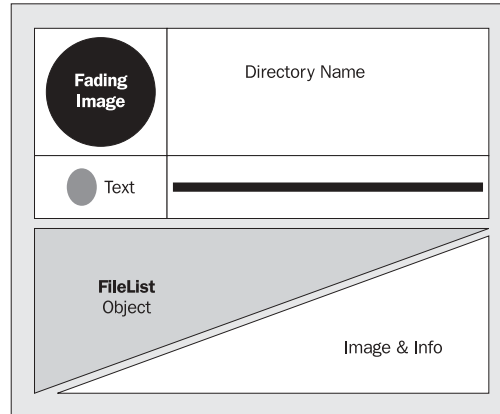 Fading
Image
Directory Name
Text
FileList
Object
Image & Info